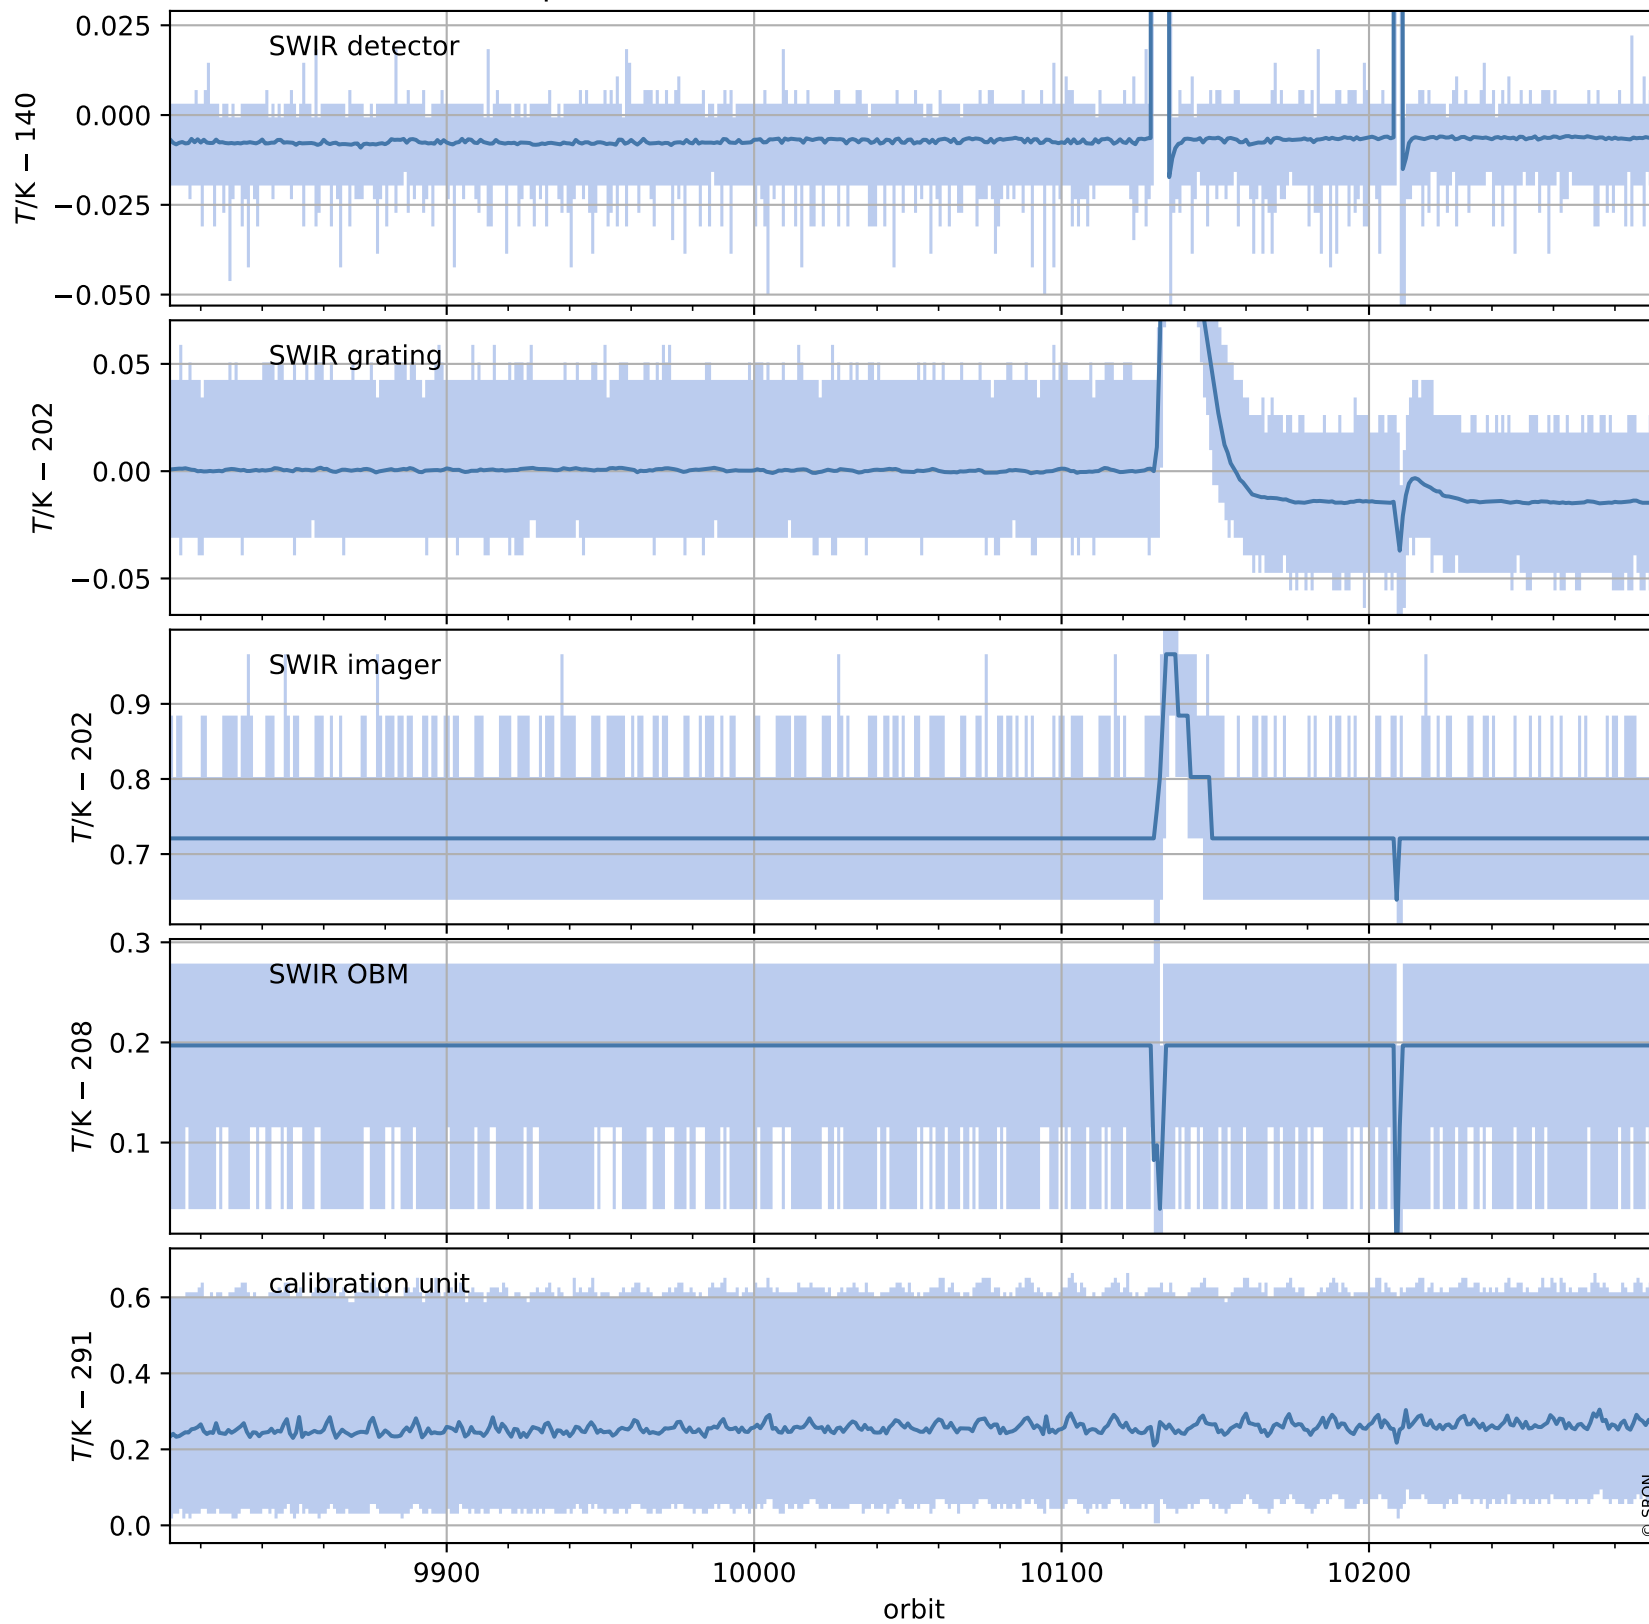 0.025
SWIR detector
0.000
−0.025
−0.050
T/K − 140
SWIR grating
0.05
0.00
−0.05
T/K − 202
SWIR imager
0.9
0.8
0.7
T/K − 202
0.3
SWIR OBM
0.2
0.1
T/K − 208
calibration unit
0.6
0.4
0.2
0.0
T/K − 291
© SRON
9900 10000 10100 10200
orbit